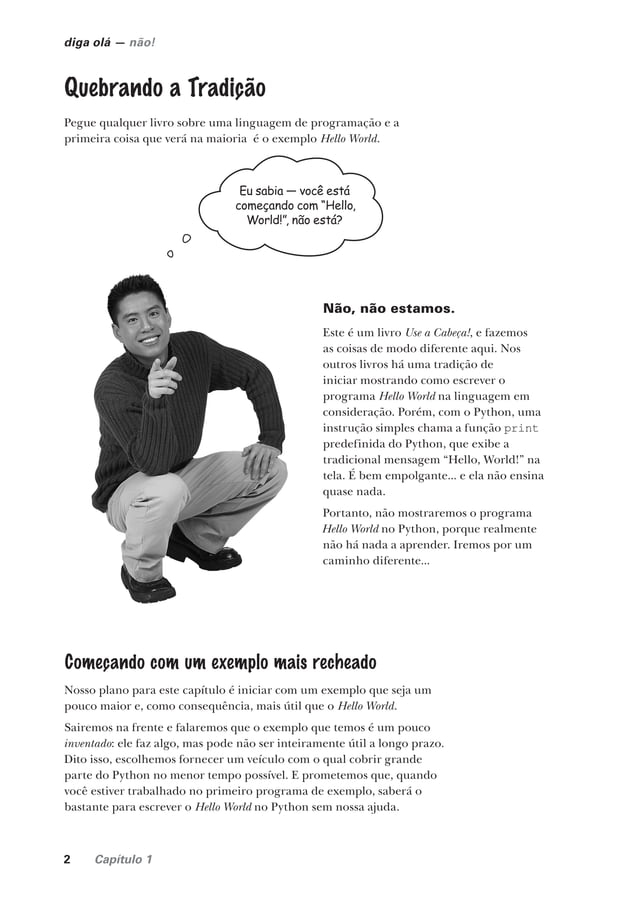 diga olá — não!
Quebrando a Tradição
Pegue qualquer livro sobre uma linguagem de programação e a
primeira coisa que verá na maioria é o exemplo Hello World.
Eu sabia — você está
começando com “Hello,
World!”, não está?
Não, não estamos.
Este é um livro Use a Cabeça!, e fazemos
as coisas de modo diferente aqui. Nos
outros livros há uma tradição de
iniciar mostrando como escrever o
programa Hello World na linguagem em
consideração. Porém, com o Python, uma
instrução simples chama a função print
predefinida do Python, que exibe a
tradicional mensagem “Hello, World!” na
tela. É bem empolgante... e ela não ensina
quase nada.
Portanto, não mostraremos o programa
Hello World no Python, porque realmente
não há nada a aprender. Iremos por um
caminho diferente...
Começando com um exemplo mais recheado
Nosso plano para este capítulo é iniciar com um exemplo que seja um
pouco maior e, como consequência, mais útil que o Hello World.
Sairemos na frente e falaremos que o exemplo que temos é um pouco
inventado: ele faz algo, mas pode não ser inteiramente útil a longo prazo.
Dito isso, escolhemos fornecer um veículo com o qual cobrir grande
parte do Python no menor tempo possível. E prometemos que, quando
você estiver trabalhado no primeiro programa de exemplo, saberá o
bastante para escrever o Hello World no Python sem nossa ajuda.
2 Capítulo 1